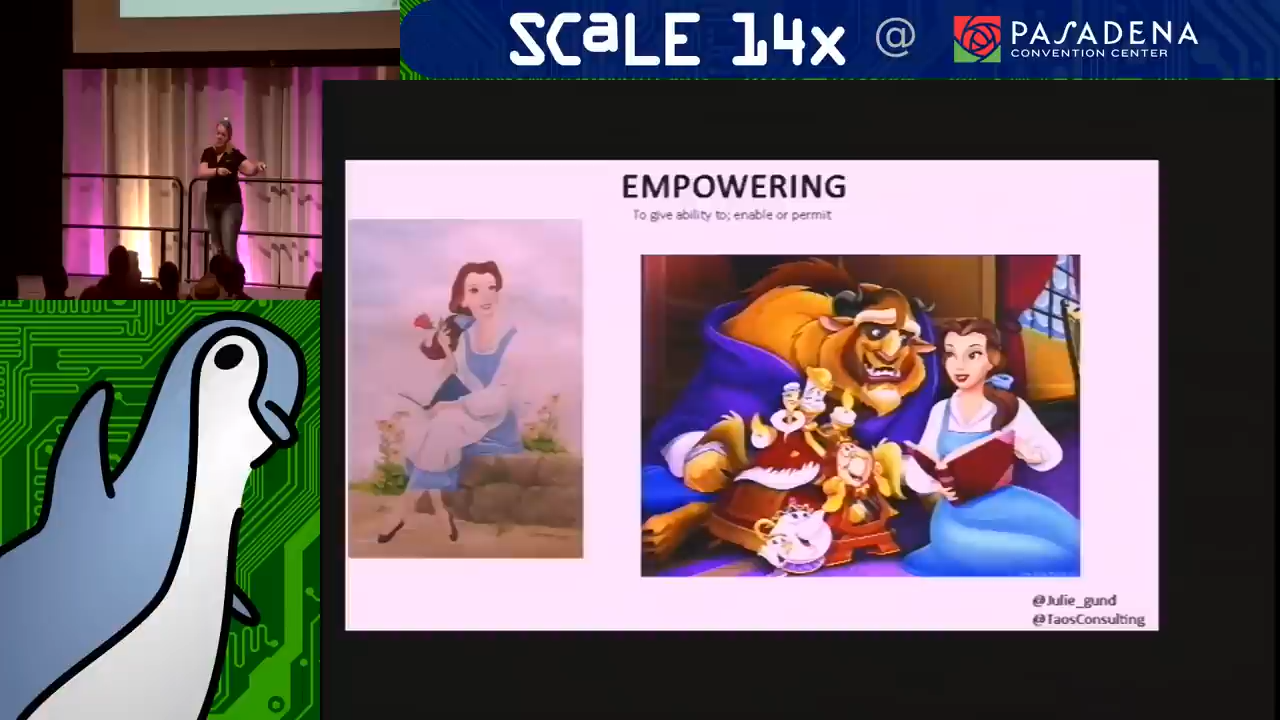 SCALE 14x @ PASADENA
CONVENTION CENTER
EMPOWERING
To give ability to; enable or permit
@Julie_gund
@TaosConsulting